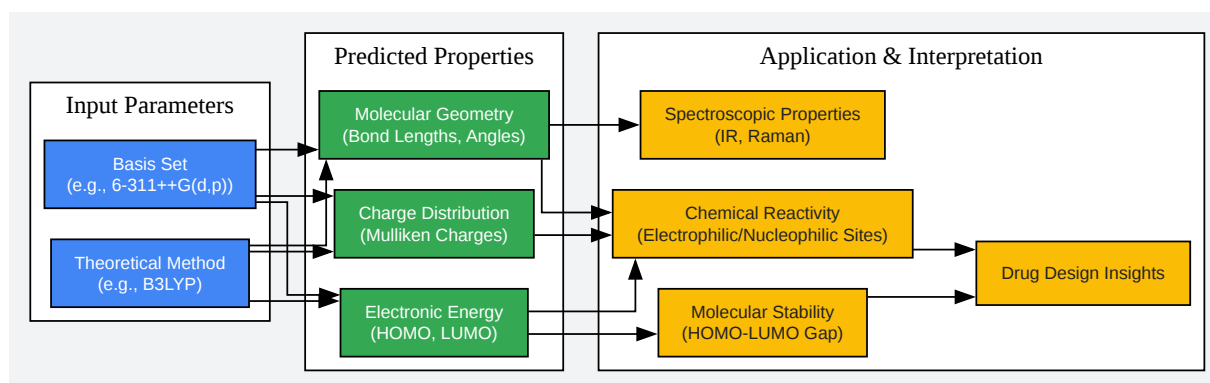 Input Parameters
Basis Set
(e.g., 6-311++G(d,p))
Theoretical Method
(e.g., B3LYP)
Predicted Properties
Molecular Geometry
(Bond Lengths, Angles)
Charge Distribution
(Mulliken Charges)
Electronic Energy
(HOMO, LUMO)
Application & Interpretation
Spectroscopic Properties
(IR, Raman)
Chemical Reactivity
(Electrophilic/Nucleophilic Sites)
Molecular Stability
(HOMO-LUMO Gap)
Drug Design Insights